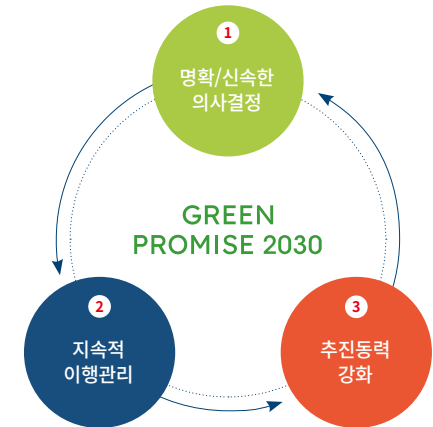 1
명확/신속한
의사결정
GREEN
PROMISE 2030
2
지속적
이행관리
3
추진동력
강화